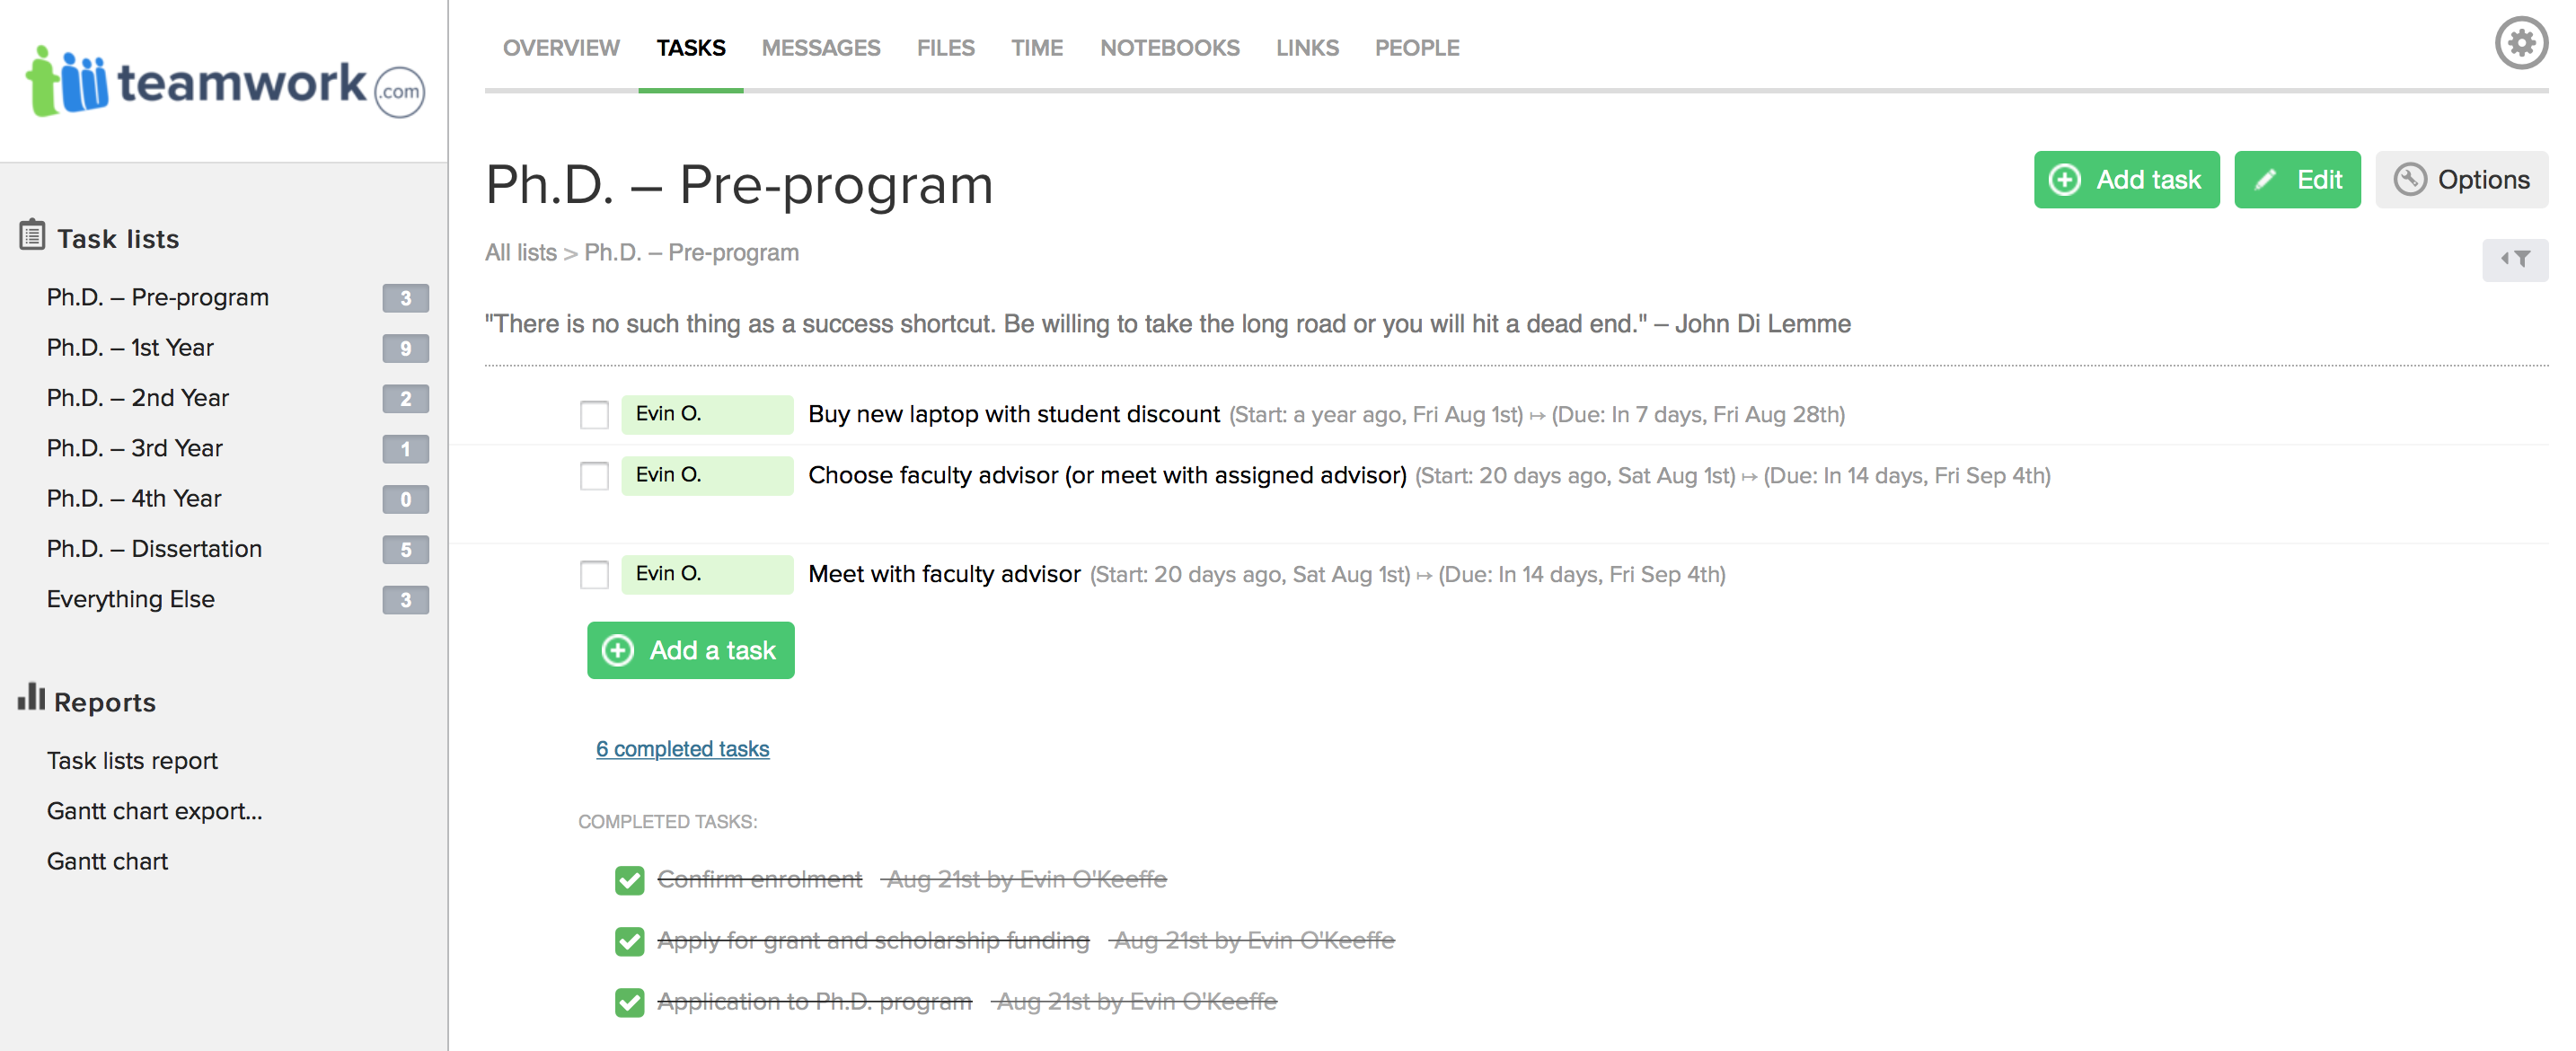 teamwork.com
OVERVIEW TASKS MESSAGES FILES TIME NOTEBOOKS LINKS PEOPLE
Ph.D. – Pre-program
Add task Edit Options
All lists > Ph.D. – Pre-program
"There is no such thing as a success shortcut. Be willing to take the long road or you will hit a dead end." – John Di Lemme
Task lists
Ph.D. – Pre-program 3
Ph.D. – 1st Year 9
Ph.D. – 2nd Year 2
Ph.D. – 3rd Year 1
Ph.D. – 4th Year 0
Ph.D. – Dissertation 5
Everything Else 3
Reports
Task lists report
Gantt chart export...
Gantt chart
Evin O. Buy new laptop with student discount (Start: a year ago, Fri Aug 1st) ↦ (Due: In 7 days, Fri Aug 28th)
Evin O. Choose faculty advisor (or meet with assigned advisor) (Start: 20 days ago, Sat Aug 1st) ↦ (Due: In 14 days, Fri Sep 4th)
Evin O. Meet with faculty advisor (Start: 20 days ago, Sat Aug 1st) ↦ (Due: In 14 days, Fri Sep 4th)
Add a task
6 completed tasks
COMPLETED TASKS:
Confirm enrolment Aug 21st by Evin O'Keeffe
Apply for grant and scholarship funding Aug 21st by Evin O'Keeffe
Application to Ph.D. program Aug 21st by Evin O'Keeffe